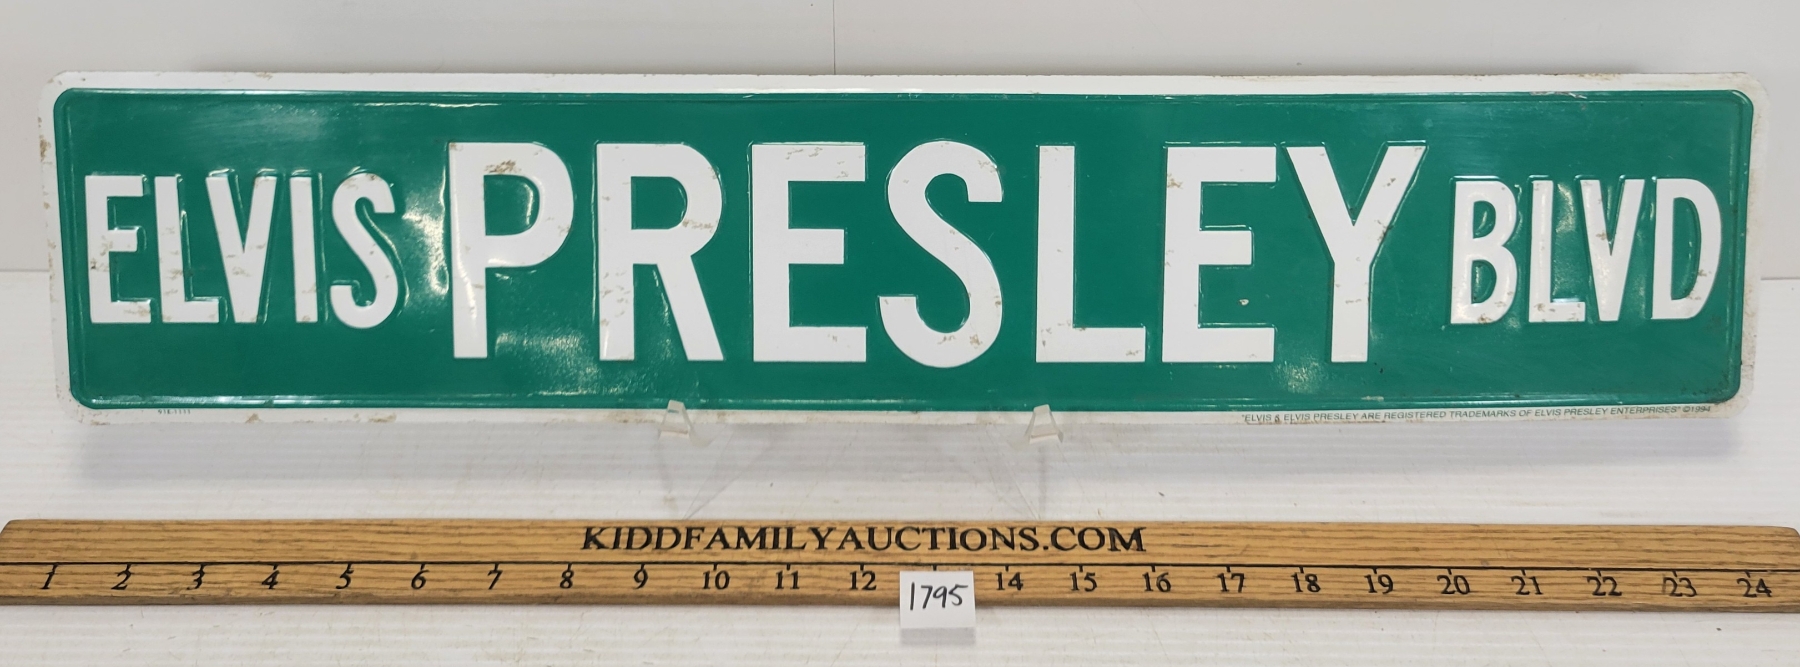 ELVIS PRESLEY BLVD
"ELVIS & ELVIS PRESLEY ARE REGISTERED TRADEMARKS OF ELVIS PRESLEY ENTERPRISES" ©1994
KIDDFAMILYAUCTIONS.COM
1 2 3 4 5 6 7 8 9 10 11 12 14 15 16 17 18 19 20 21 22 23 24
1795